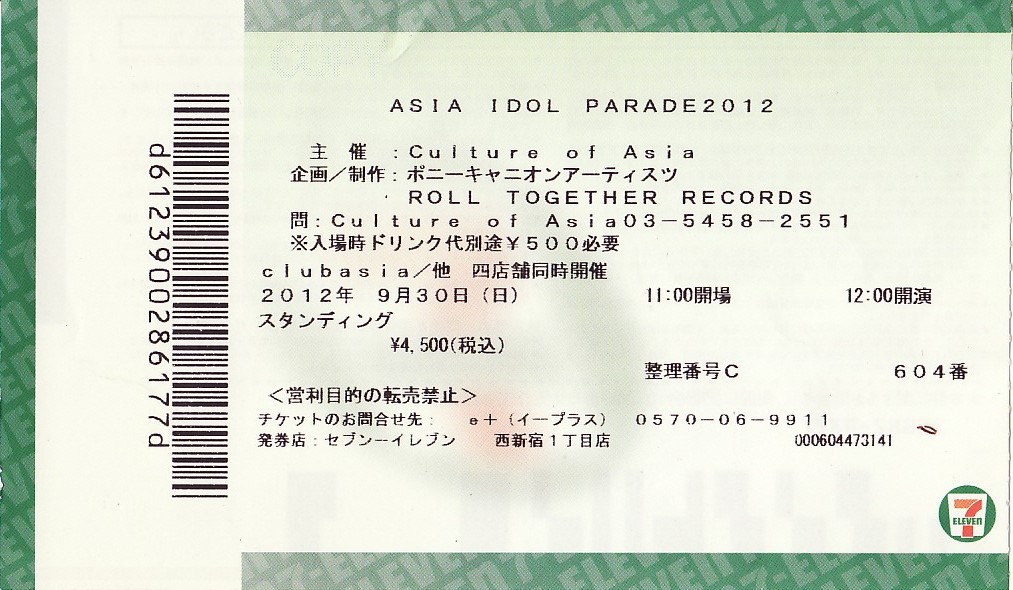 ASIA IDOL PARADE2012
主 催 :Culture of Asia
企画/制作:ポニーキャニオンアーティスツ
ROLL TOGETHER RECORDS
問:Culture of Asia03-5458-2551
※入場時ドリンク代別途¥500必要
clubasia/他 四店舗同時開催
2012年 9月30日(日) 11:00開場 12:00開演
スタンディング
¥4,500(税込)
整理番号C 604番
<営利目的の転売禁止>
チケットのお問合せ先: e+(イープラス) 0570-06-9911
発券店:セブン-イレブン 西新宿1丁目店 000604473141
d6123900286177d
7
ELEVEN